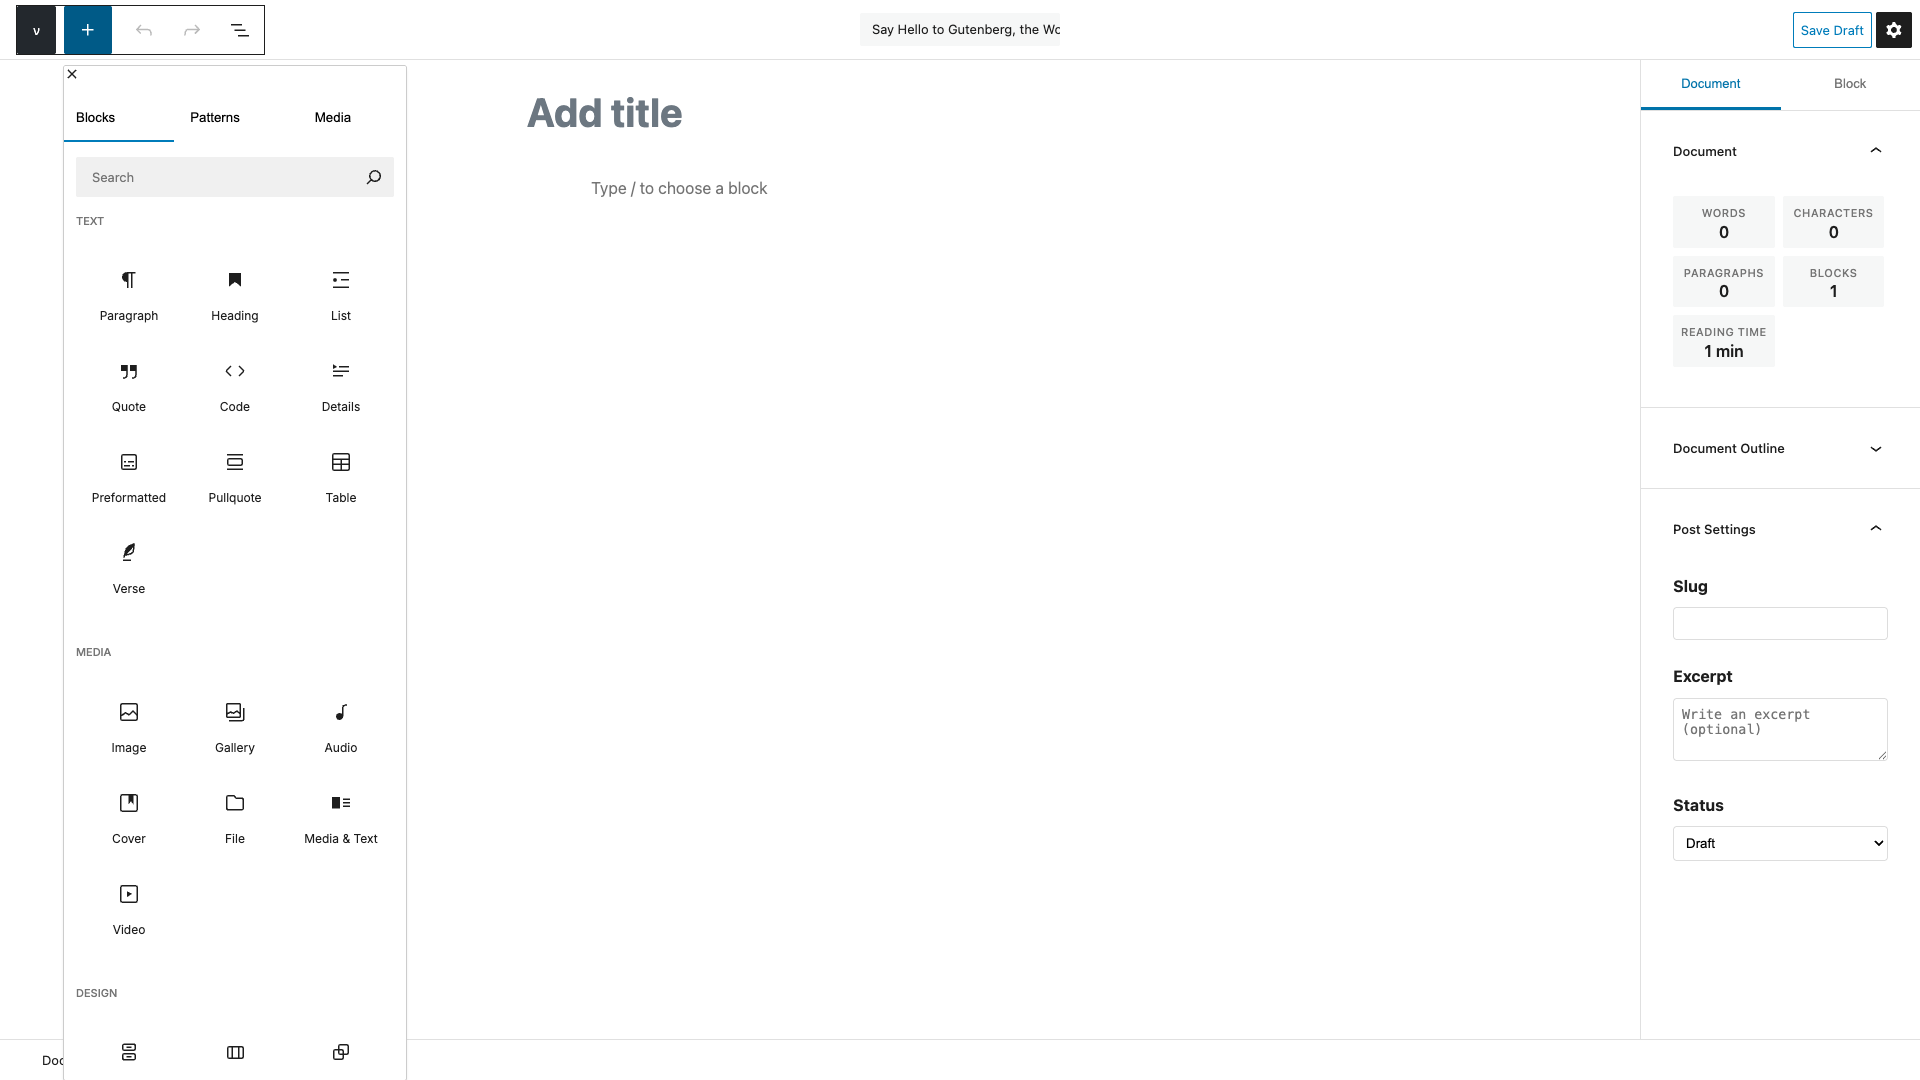 v
Say Hello to Gutenberg, the Wo
Save Draft
Blocks Patterns Media
Search
TEXT
Paragraph Heading List
Quote Code Details
Preformatted Pullquote Table
Verse
MEDIA
Image Gallery Audio
Cover File Media & Text
Video
DESIGN
Doc
Add title
Type / to choose a block
Document Block
Document
WORDS
0
CHARACTERS
0
PARAGRAPHS
0
BLOCKS
1
READING TIME
1 min
Document Outline
Post Settings
Slug
Excerpt
Write an excerpt
(optional)
Status
Draft